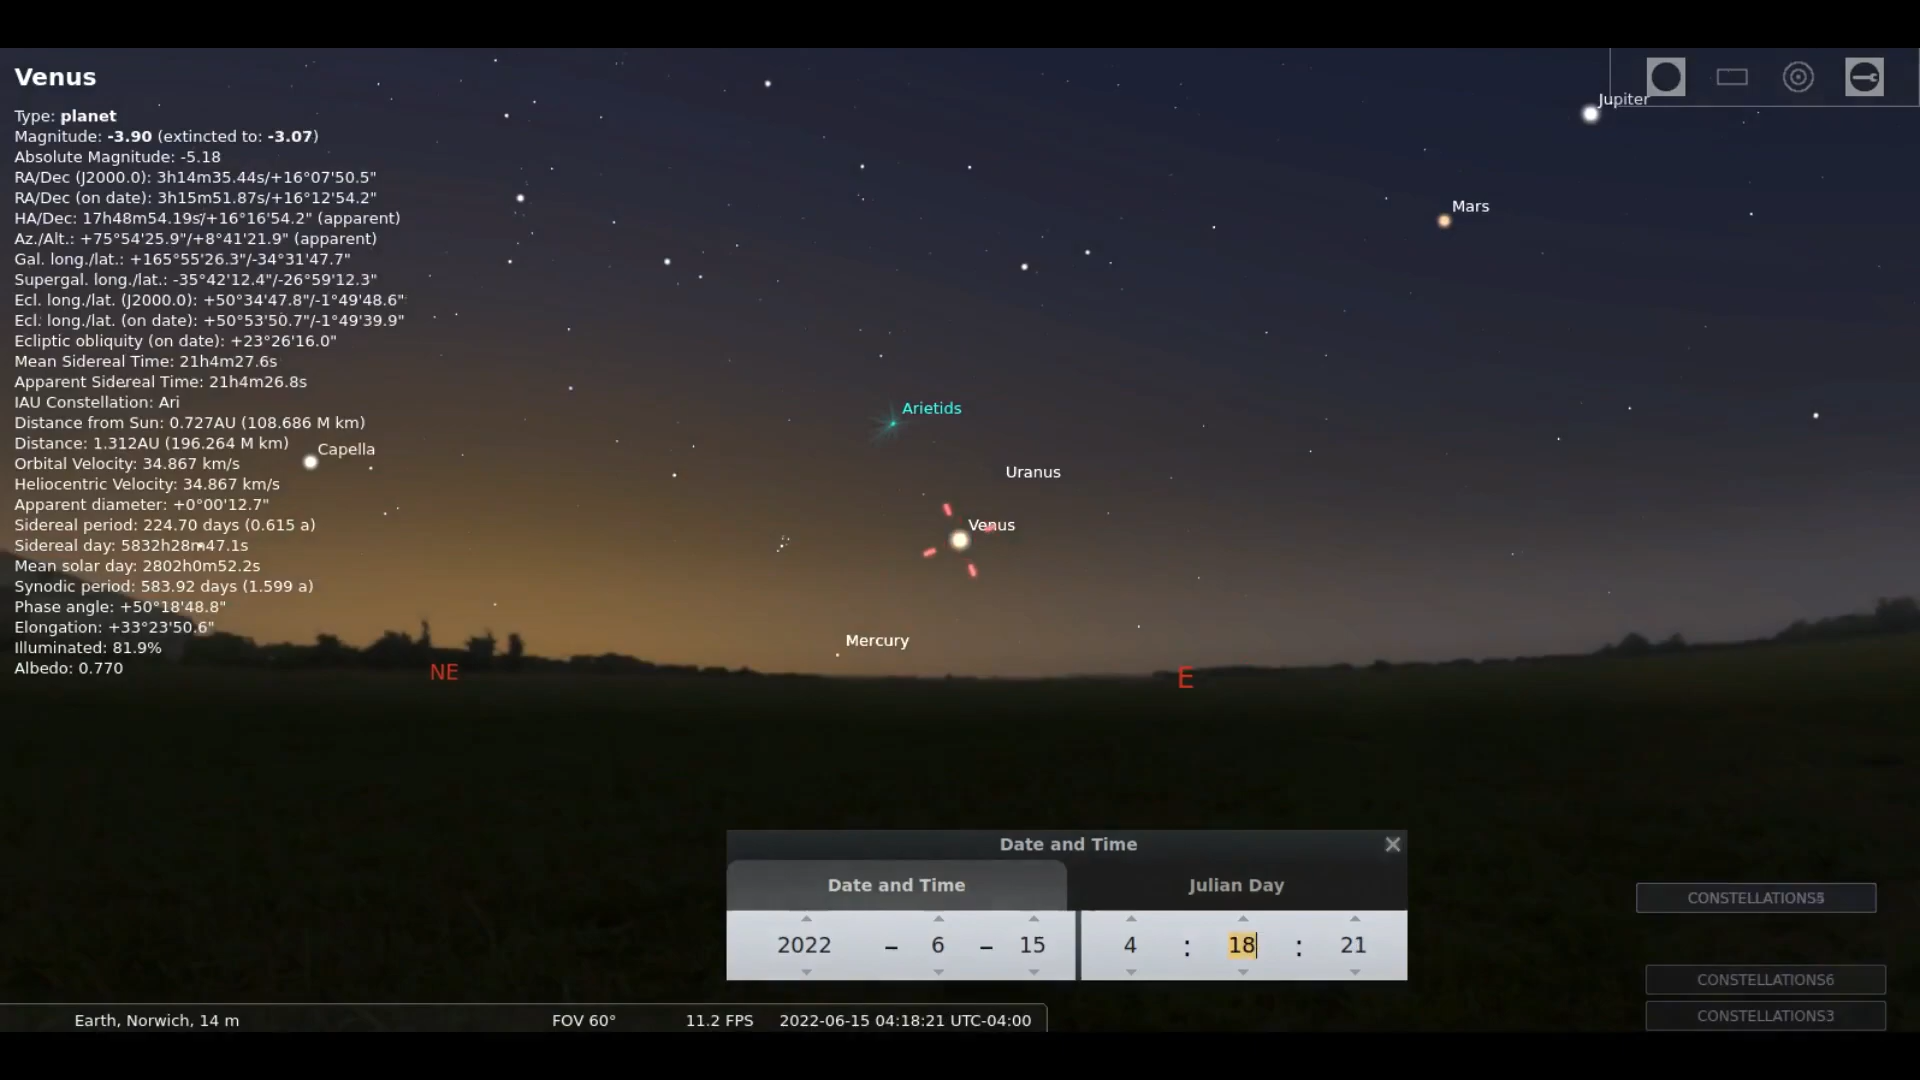 Venus
Type: planet
Magnitude: -3.90 (extincted to: -3.07)
Absolute Magnitude: -5.18
RA/Dec (J2000.0): 3h14m35.44s/+16°07'50.5"
RA/Dec (on date): 3h15m51.87s/+16°12'54.2"
HA/Dec: 17h48m54.19s/+16°16'54.2" (apparent)
Az./Alt.: +75°54'25.9"/+8°41'21.9" (apparent)
Gal. long./lat.: +165°55'26.3"/-34°31'47.7"
Supergal. long./lat.: -35°42'12.4"/-26°59'12.3"
Ecl. long./lat. (J2000.0): +50°34'47.8"/-1°49'48.6"
Ecl. long./lat. (on date): +50°53'50.7"/-1°49'39.9"
Ecliptic obliquity (on date): +23°26'16.0"
Mean Sidereal Time: 21h4m27.6s
Apparent Sidereal Time: 21h4m26.8s
IAU Constellation: Ari
Distance from Sun: 0.727AU (108.686 M km)
Distance: 1.312AU (196.264 M km)
Orbital Velocity: 34.867 km/s
Heliocentric Velocity: 34.867 km/s
Apparent diameter: +0°00'12.7"
Sidereal period: 224.70 days (0.615 a)
Sidereal day: 5832h28m47.1s
Mean solar day: 2802h0m52.2s
Synodic period: 583.92 days (1.599 a)
Phase angle: +50°18'48.8"
Elongation: +33°23'50.6"
Illuminated: 81.9%
Albedo: 0.770
Jupiter
Mars
Arietids
Capella
Uranus
Venus
Mercury
NE
E
Date and Time
Date and Time
Julian Day
2022 - 6 - 15
4 : 18 : 21
CONSTELLATIONS
CONSTELLATIONS6
CONSTELLATIONS3
Earth, Norwich, 14 m
FOV 60°
11.2 FPS
2022-06-15 04:18:21 UTC-04:00